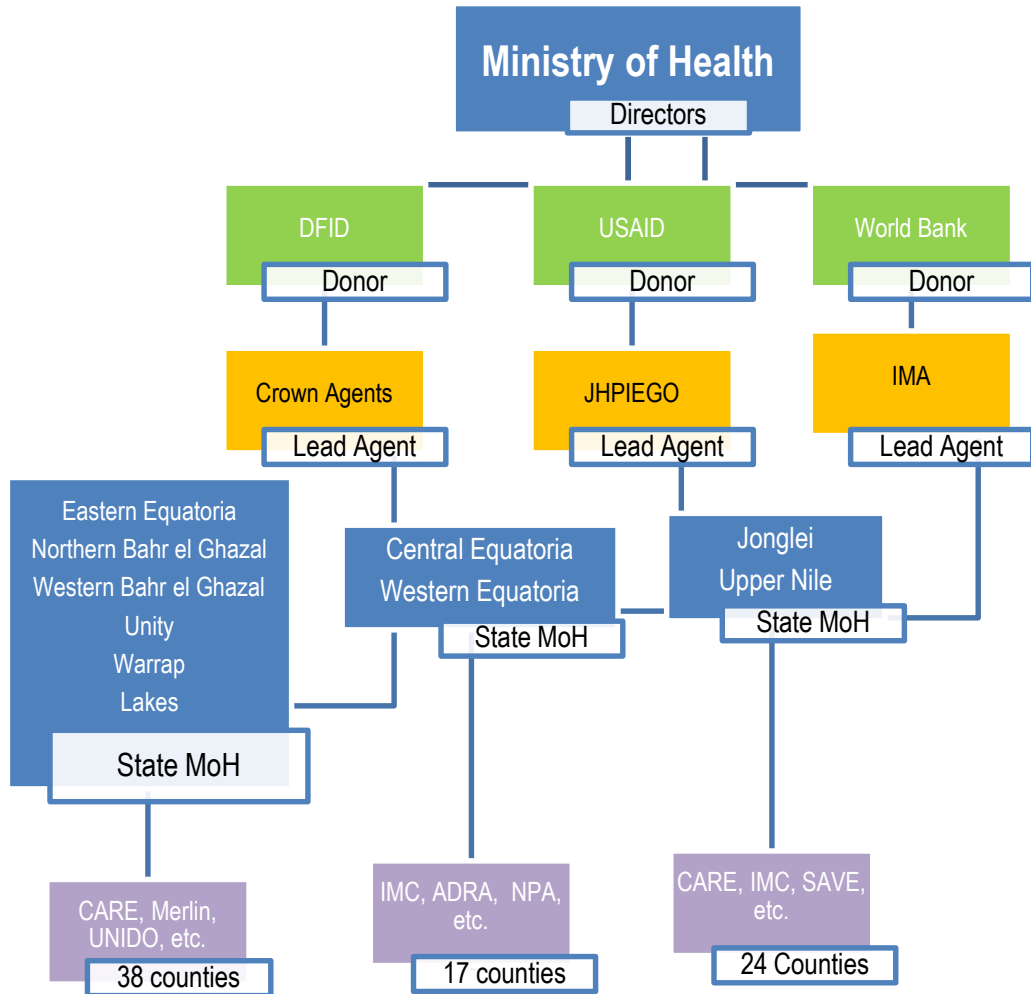 Ministry of Health
Directors
DFID
Donor
USAID
Donor
World Bank
Donor
Crown Agents
Lead Agent
JHPIEGO
Lead Agent
IMA
Lead Agent
Eastern Equatoria
Northern Bahr el Ghazal
Western Bahr el Ghazal
Unity
Warrap
Lakes
State MoH
Central Equatoria
Western Equatoria
State MoH
Jonglei
Upper Nile
State MoH
CARE, Merlin,
UNIDO, etc.
38 counties
IMC, ADRA, NPA,
etc.
17 counties
CARE, IMC, SAVE,
etc.
24 Counties